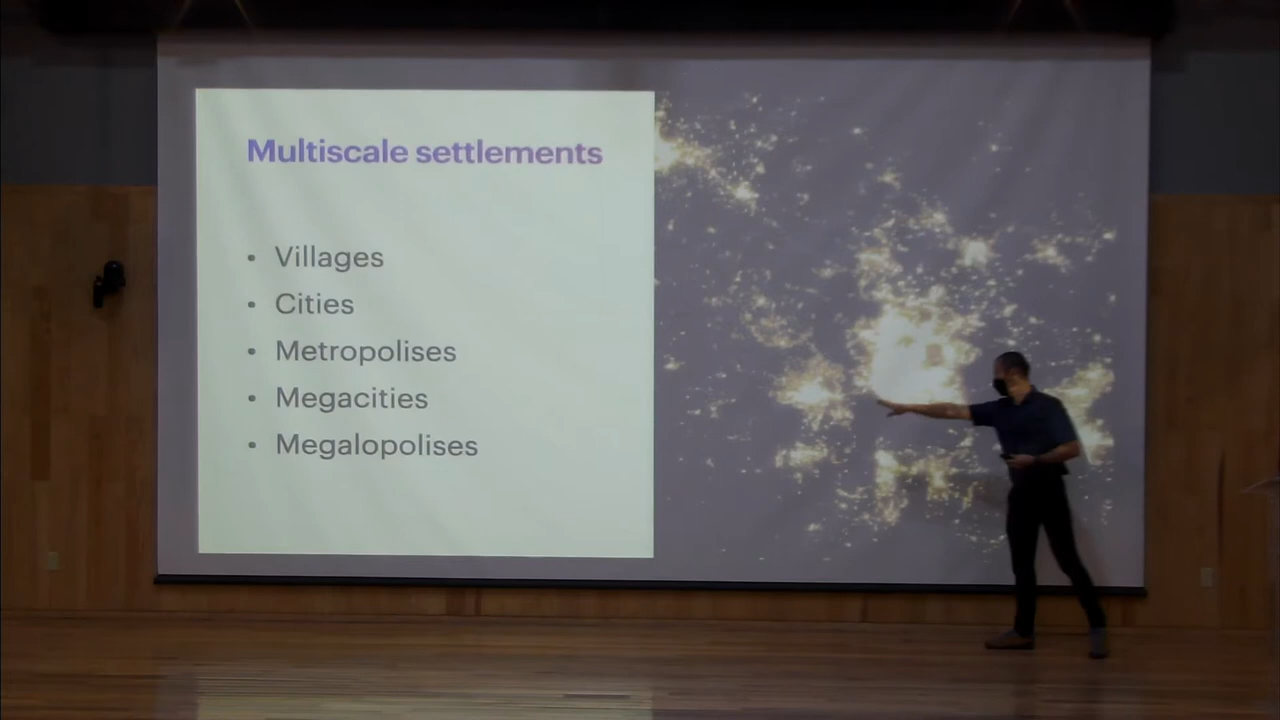 Multiscale settlements
• Villages
• Cities
• Metropolises
• Megacities
• Megalopolises